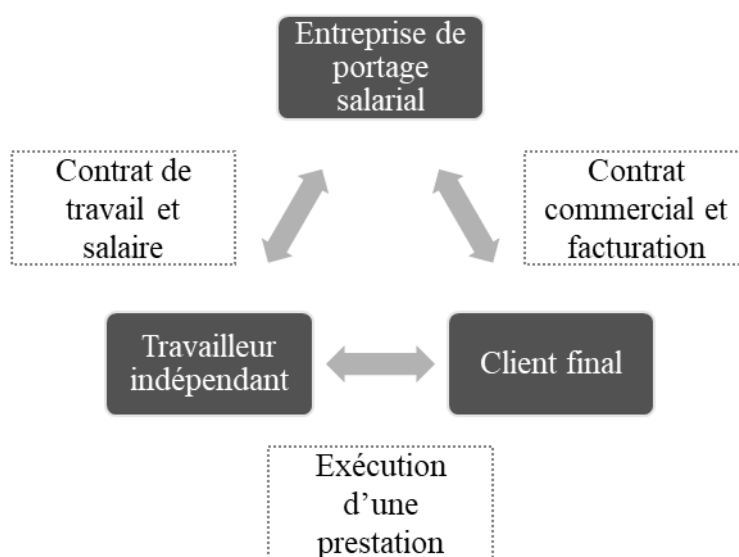 Entreprise de
portage
salarial
Contrat de
travail et
salaire
Contrat
commercial et
facturation
Travailleur
indépendant
Client final
Exécution
d’une
prestation